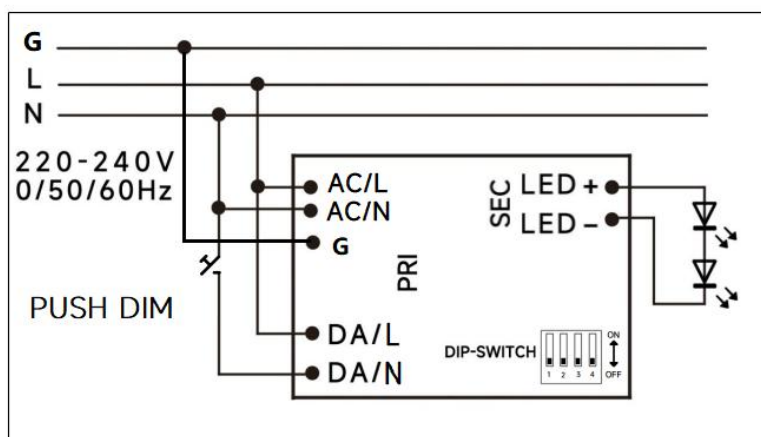 G
L
N
220-240V
0/50/60Hz
AC/L
AC/N
G
PRI
SEC
LED +
LED -
PUSH DIM
DA/L
DA/N
DIP-SWITCH
ON
1 2 3 4
OFF